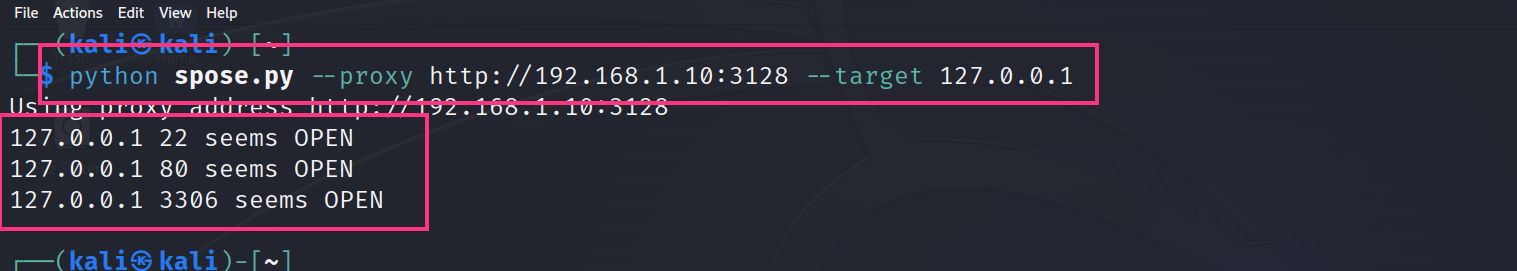 File Actions Edit View Help
┌──(kali㉿kali)-[~]
└─$ python spose.py --proxy http://192.168.1.10:3128 --target 127.0.0.1
Using proxy address http://192.168.1.10:3128
127.0.0.1 22 seems OPEN
127.0.0.1 80 seems OPEN
127.0.0.1 3306 seems OPEN
┌──(kali㉿kali)-[~]